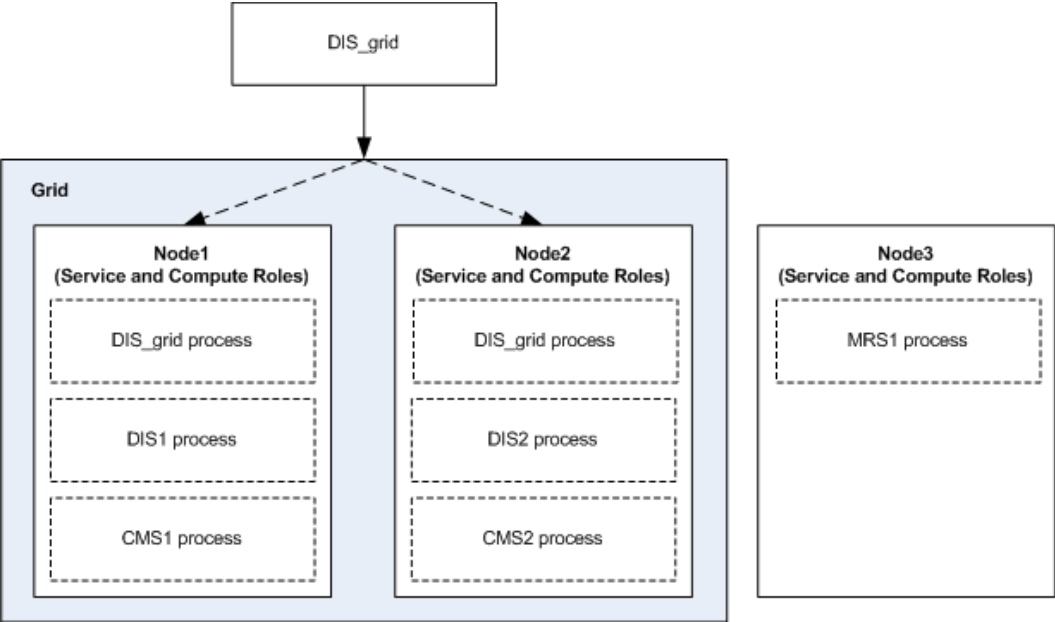 DIS_grid
Grid
Node1
(Service and Compute Roles)
DIS_grid process
DIS1 process
CMS1 process
Node2
(Service and Compute Roles)
DIS_grid process
DIS2 process
CMS2 process
Node3
(Service and Compute Roles)
MRS1 process